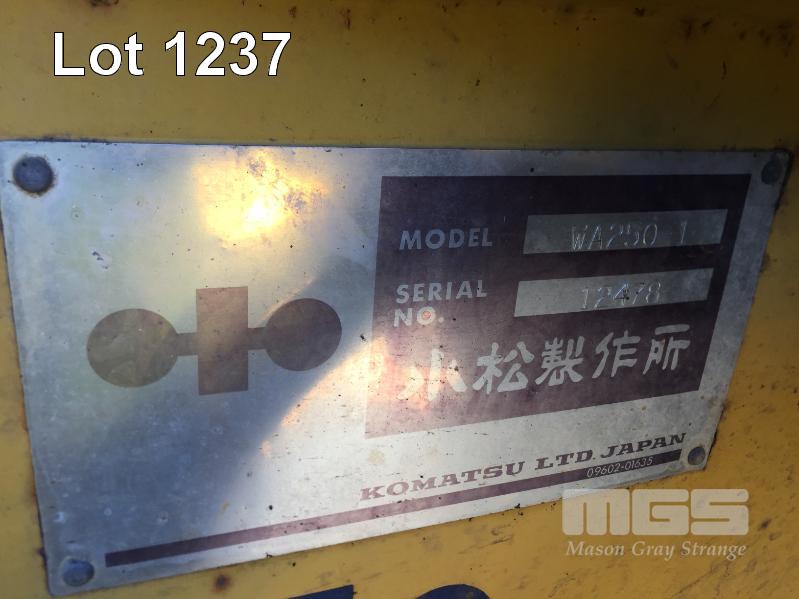 Lot 1237
MODEL WA250 1
SERIAL NO. 12478
小松製作所
KOMATSU LTD. JAPAN
09602-01635
MGS
Mason Gray Strange